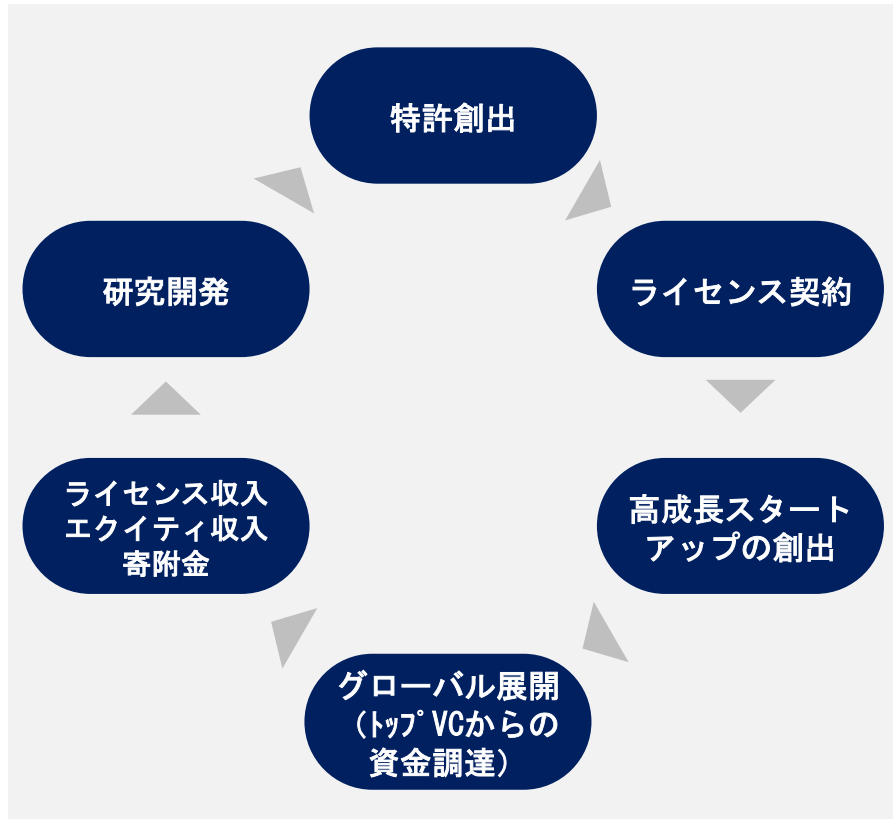 特許創出
ライセンス契約
高成長スタート
アップの創出
グローバル展開
（ﾄｯﾌﾟVCからの
資金調達）
ライセンス収入
エクイティ収入
寄附金
研究開発